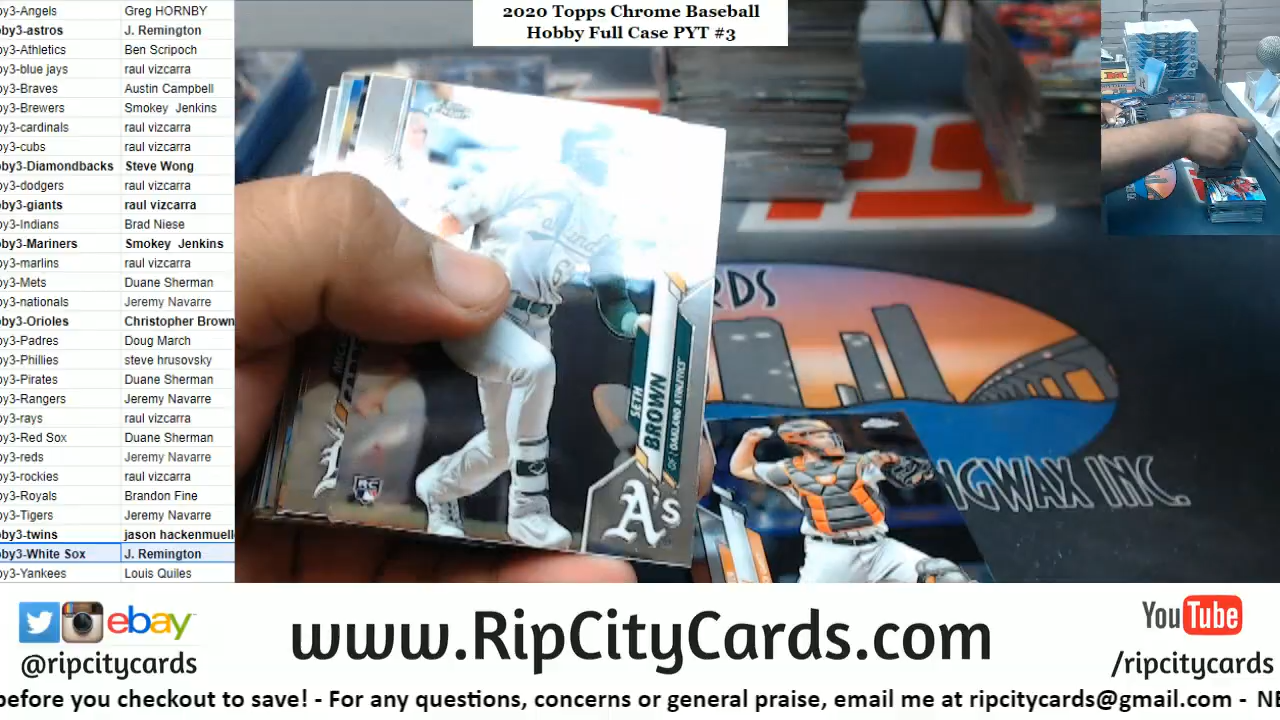 2020 Topps Chrome Baseball
Hobby Full Case PYT #3
by3-Angels Greg HORNBY
by3-astros J. Remington
by3-Athletics Ben Scripoch
by3-blue jays raul vizcarra
by3-Braves Austin Campbell
by3-Brewers Smokey Jenkins
by3-cardinals raul vizcarra
by3-cubs raul vizcarra
by3-Diamondbacks Steve Wong
by3-dodgers raul vizcarra
by3-giants raul vizcarra
by3-Indians Brad Niese
by3-Mariners Smokey Jenkins
by3-marlins raul vizcarra
by3-Mets Duane Sherman
by3-nationals Jeremy Navarre
by3-Orioles Christopher Brown
by3-Padres Doug March
by3-Phillies steve hrusovsky
by3-Pirates Duane Sherman
by3-Rangers Jeremy Navarre
by3-rays raul vizcarra
by3-Red Sox Duane Sherman
by3-reds Jeremy Navarre
by3-rockies raul vizcarra
by3-Royals Brandon Fine
by3-Tigers Jeremy Navarre
by3-twins jason hackenmuell
by3-White Sox J. Remington
by3-Yankees Louis Quiles
RDS
NGWAX INC.
SETH
BROWN
OF | OAKLAND ATHLETICS
A's
RC
ebay
@ripcitycards
www.RipCityCards.com
YouTube
/ripcitycards
before you checkout to save! - For any questions, concerns or general praise, email me at ripcitycards@gmail.com - NE